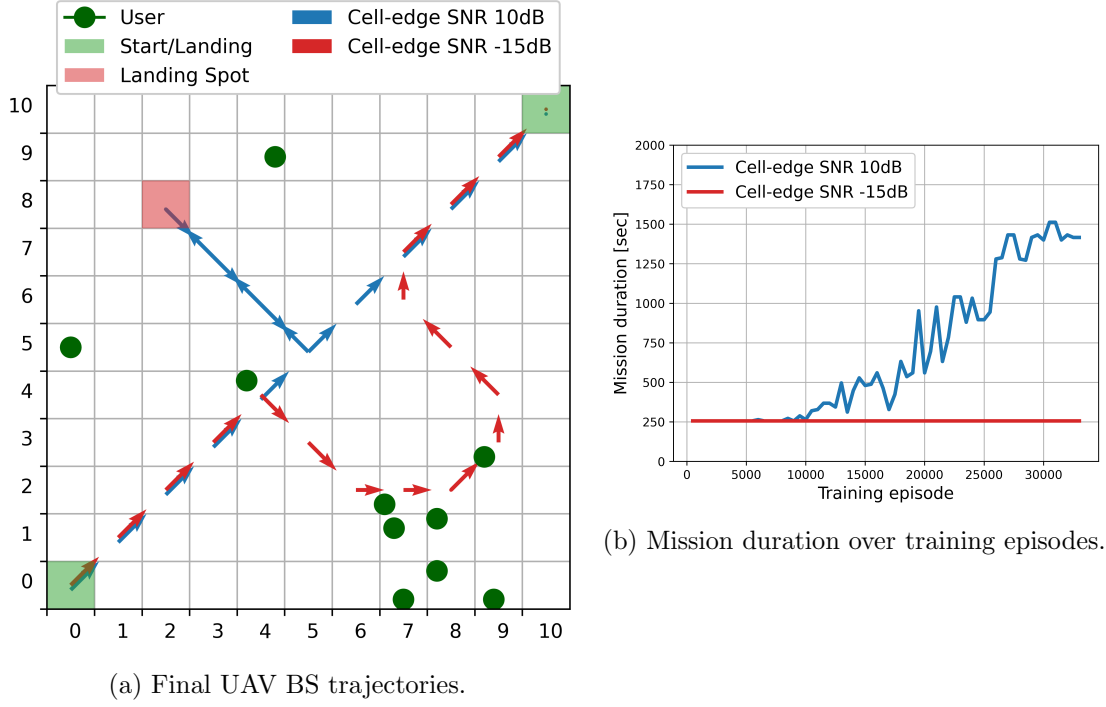 User
Start/Landing
Landing Spot
Cell-edge SNR 10dB
Cell-edge SNR -15dB
10
9
8
7
6
5
4
3
2
1
0
0 1 2 3 4 5 6 7 8 9 10
(a) Final UAV BS trajectories.
Cell-edge SNR 10dB
Cell-edge SNR -15dB
Mission duration [sec]
2000
1750
1500
1250
1000
750
500
250
0
0 5000 10000 15000 20000 25000 30000
Training episode
(b) Mission duration over training episodes.